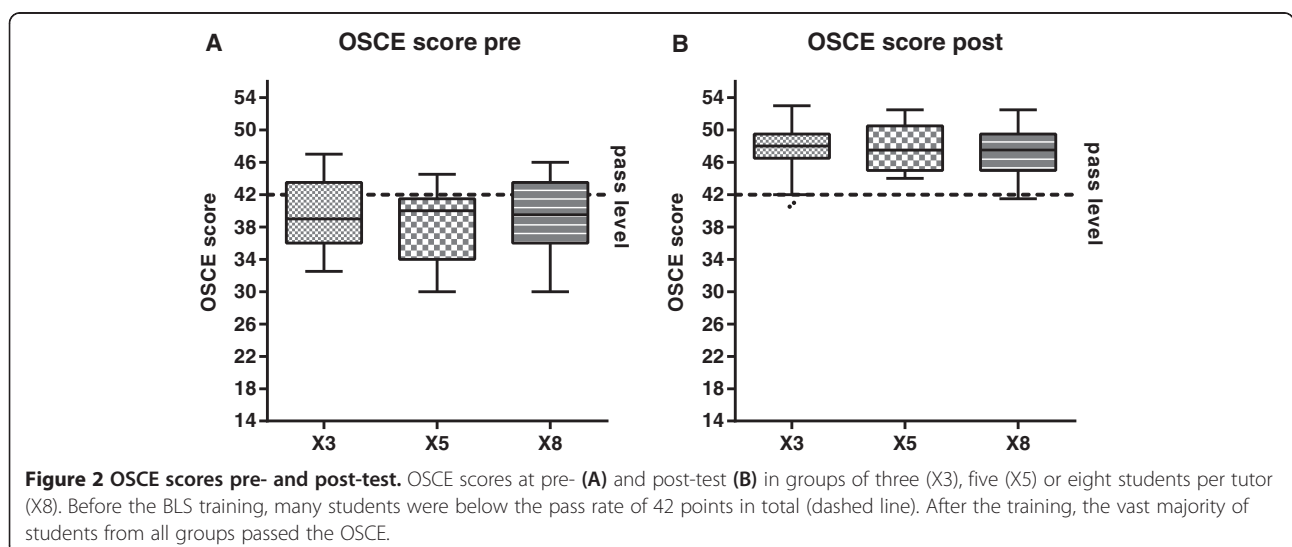 A OSCE score pre
54
50
46
42
38
34
30
26
22
18
14
OSCE score
pass level
X3 X5 X8
B OSCE score post
54
50
46
42
38
34
30
26
22
18
14
OSCE score
pass level
X3 X5 X8
Figure 2 OSCE scores pre- and post-test. OSCE scores at pre- (A) and post-test (B) in groups of three (X3), five (X5) or eight students per tutor
(X8). Before the BLS training, many students were below the pass rate of 42 points in total (dashed line). After the training, the vast majority of
students from all groups passed the OSCE.